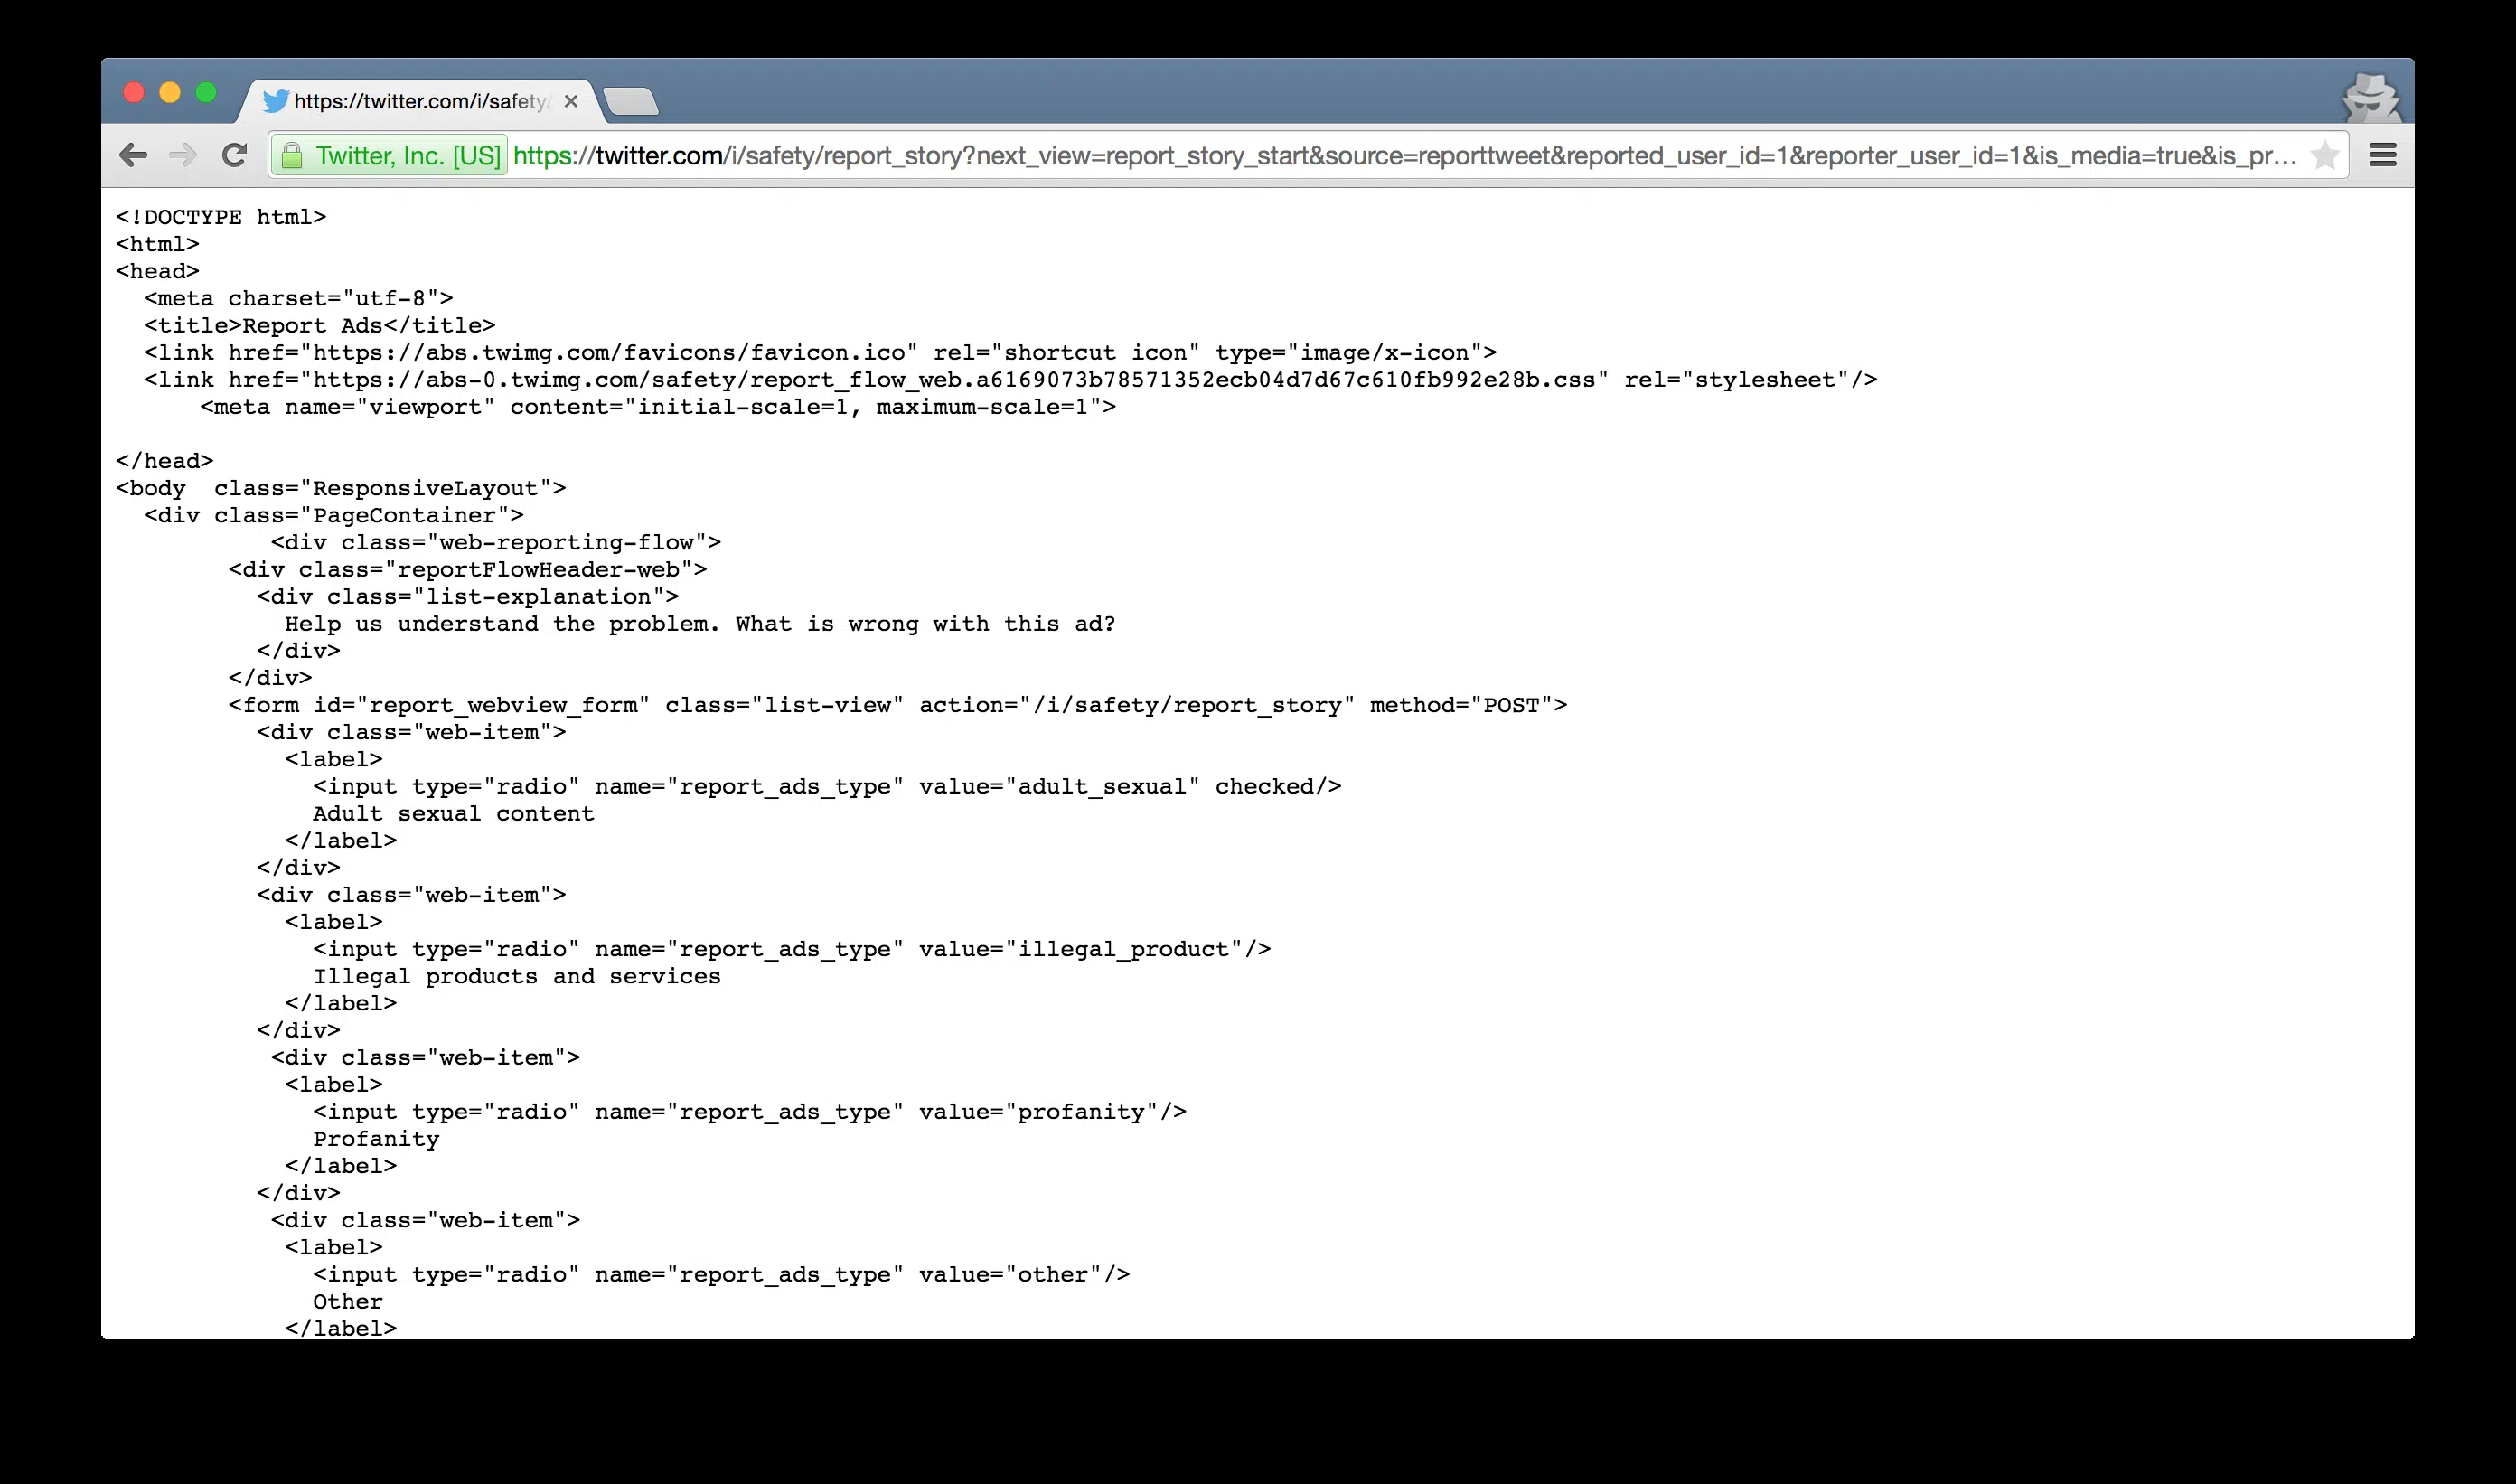 https://twitter.com/i/safety/
Twitter, Inc. [US] https://twitter.com/i/safety/report_story?next_view=report_story_start&source=reporttweet&reported_user_id=1&reporter_user_id=1&is_media=true&is_pr...
<!DOCTYPE html>
<html>
<head>
  <meta charset="utf-8">
  <title>Report Ads</title>
  <link href="https://abs.twimg.com/favicons/favicon.ico" rel="shortcut icon" type="image/x-icon">
  <link href="https://abs-0.twimg.com/safety/report_flow_web.a6169073b78571352ecb04d7d67c610fb992e28b.css" rel="stylesheet"/>
      <meta name="viewport" content="initial-scale=1, maximum-scale=1">
</head>
<body  class="ResponsiveLayout">
  <div class="PageContainer">
           <div class="web-reporting-flow">
        <div class="reportFlowHeader-web">
          <div class="list-explanation">
            Help us understand the problem. What is wrong with this ad?
          </div>
        </div>
        <form id="report_webview_form" class="list-view" action="/i/safety/report_story" method="POST">
          <div class="web-item">
            <label>
              <input type="radio" name="report_ads_type" value="adult_sexual" checked/>
              Adult sexual content
            </label>
          </div>
          <div class="web-item">
            <label>
              <input type="radio" name="report_ads_type" value="illegal_product"/>
              Illegal products and services
            </label>
          </div>
           <div class="web-item">
            <label>
              <input type="radio" name="report_ads_type" value="profanity"/>
              Profanity
            </label>
          </div>
           <div class="web-item">
            <label>
              <input type="radio" name="report_ads_type" value="other"/>
              Other
            </label>